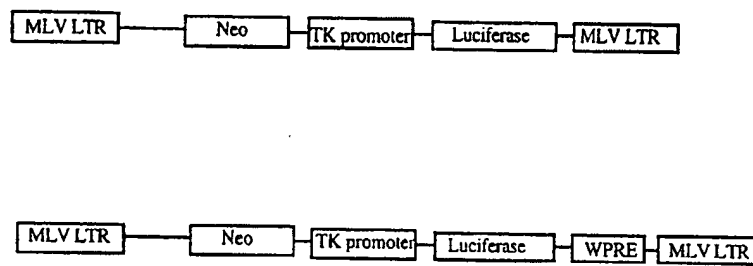 MLV LTR Neo TK promoter Luciferase MLV LTR
MLV LTR Neo TK promoter Luciferase WPRE MLV LTR